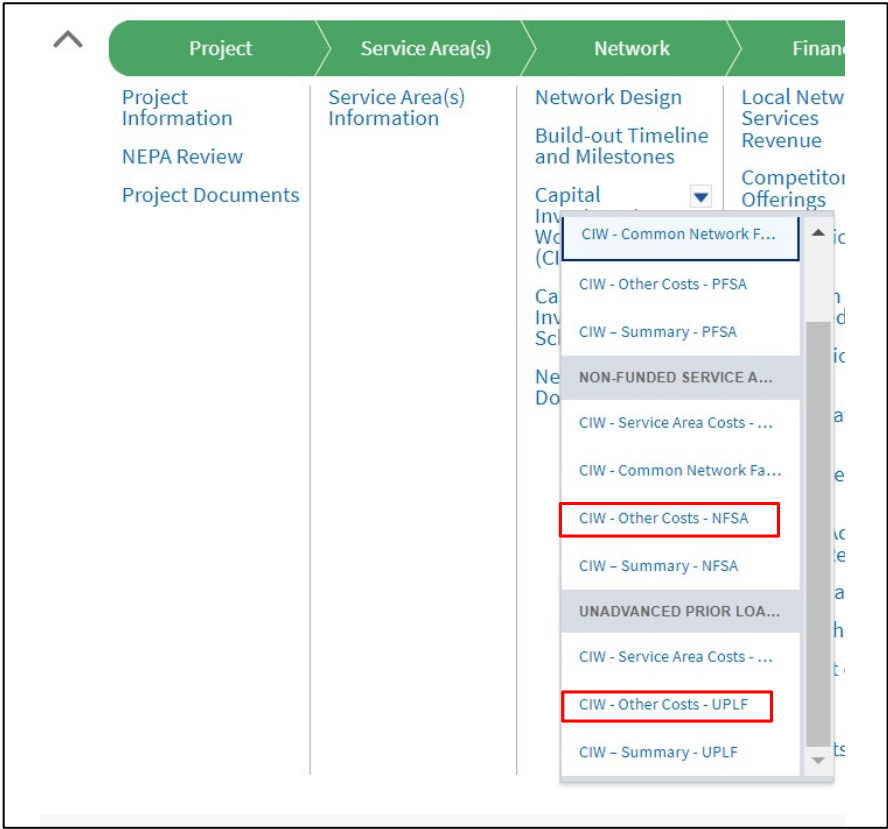 Project
Service Area(s)
Network
Project
Information
NEPA Review
Project Documents
Service Area(s)
Information
Network Design
Build-out Timeline
and Milestones
Capital
Local Netw
Services
Revenue
Competitor
Offerings
CIW - Common Network F...
CIW - Other Costs - PFSA
CIW – Summary - PFSA
NON-FUNDED SERVICE A...
CIW - Service Area Costs - ...
CIW - Common Network Fa...
CIW - Other Costs - NFSA
CIW – Summary - NFSA
UNADVANCED PRIOR LOA...
CIW - Service Area Costs - ...
CIW - Other Costs - UPLF
CIW – Summary - UPLF